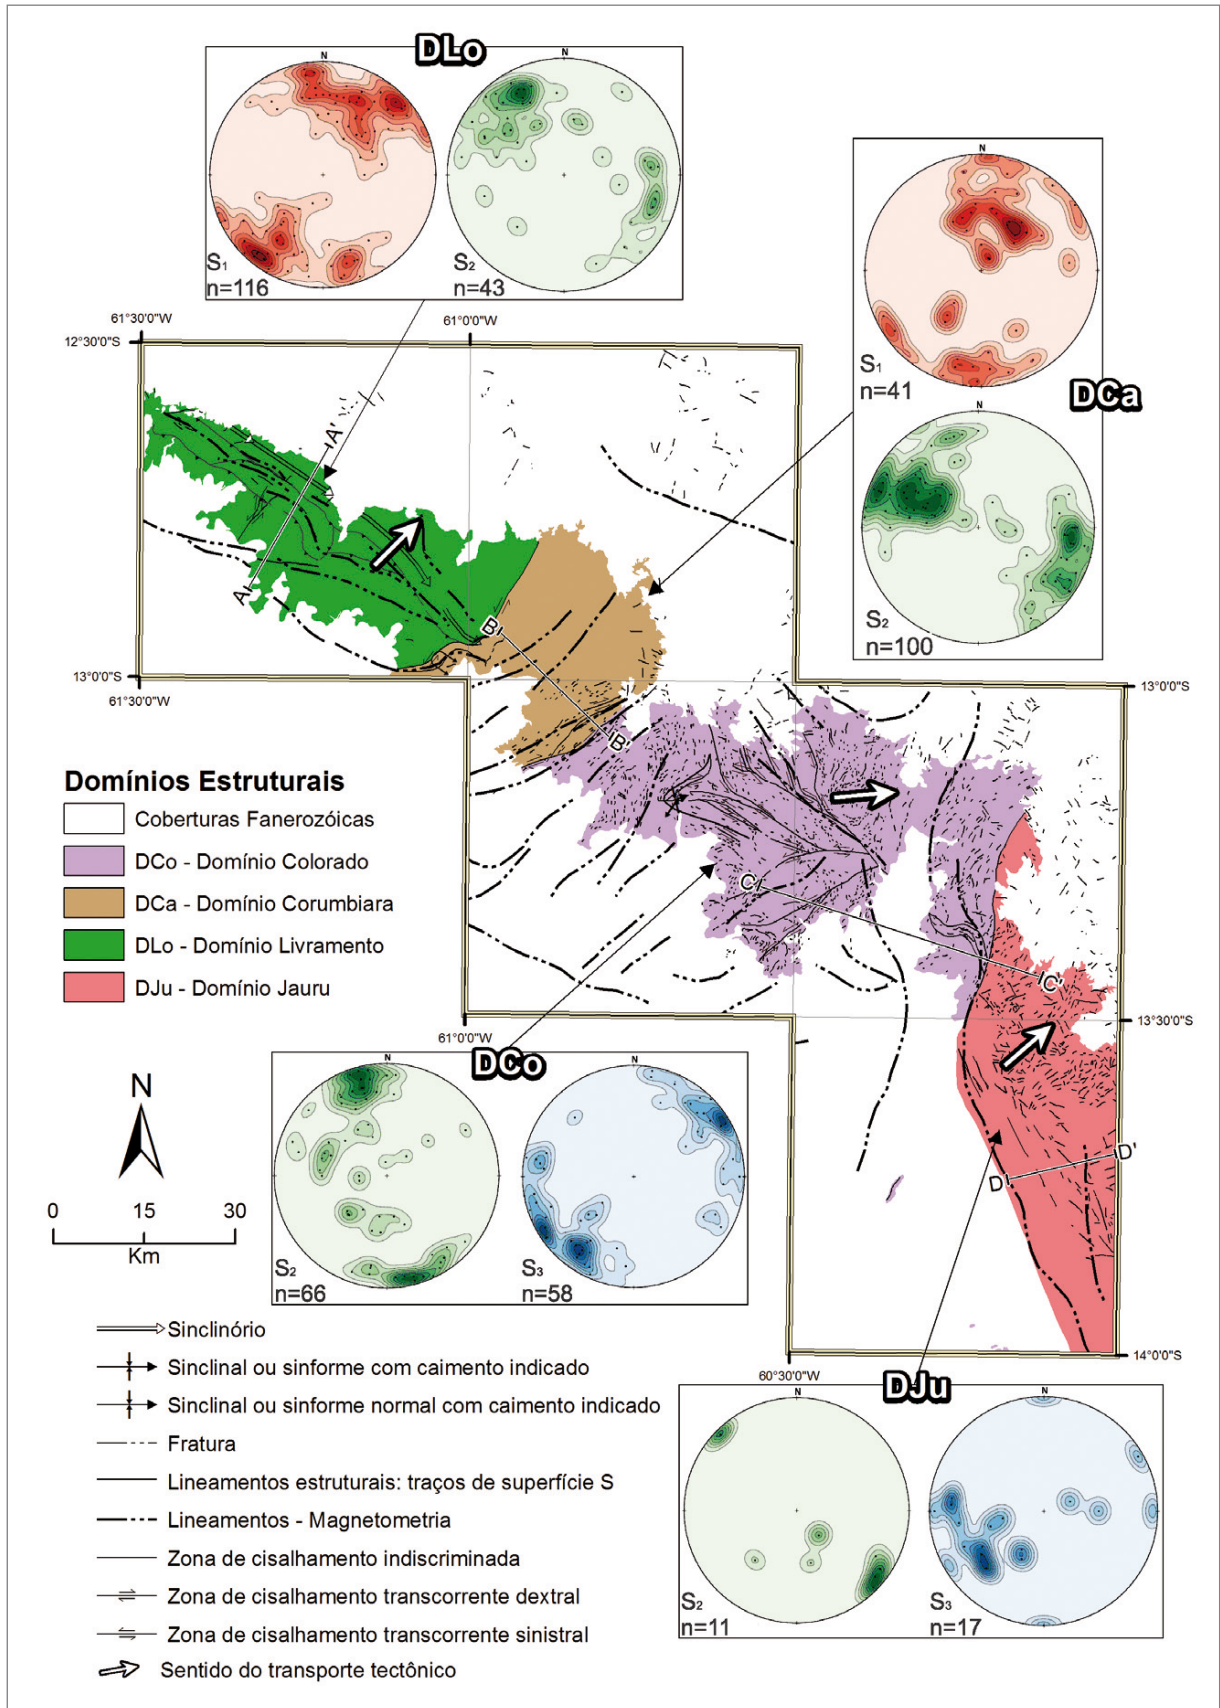 DLo
N
N
S1
n=116
S2
n=43
N
S1
n=41
DCa
N
S2
n=100
61°30'0"W
61°0'0"W
12°30'0"S
A'
A
B
B'
13°0'0"S
61°30'0"W
13°0'0"S
C
C'
13°30'0"S
61°0'0"W
D
D'
14°0'0"S
60°30'0"W
Domínios Estruturais
Coberturas Fanerozóicas
DCo - Domínio Colorado
DCa - Domínio Corumbiara
DLo - Domínio Livramento
DJu - Domínio Jauru
N
0 15 30
Km
DCo
N
N
S2
n=66
S3
n=58
DJu
N
N
S2
n=11
S3
n=17
Sinclinório
Sinclinal ou sinforme com caimento indicado
Sinclinal ou sinforme normal com caimento indicado
Fratura
Lineamentos estruturais: traços de superfície S
Lineamentos - Magnetometria
Zona de cisalhamento indiscriminada
Zona de cisalhamento transcorrente dextral
Zona de cisalhamento transcorrente sinistral
Sentido do transporte tectônico